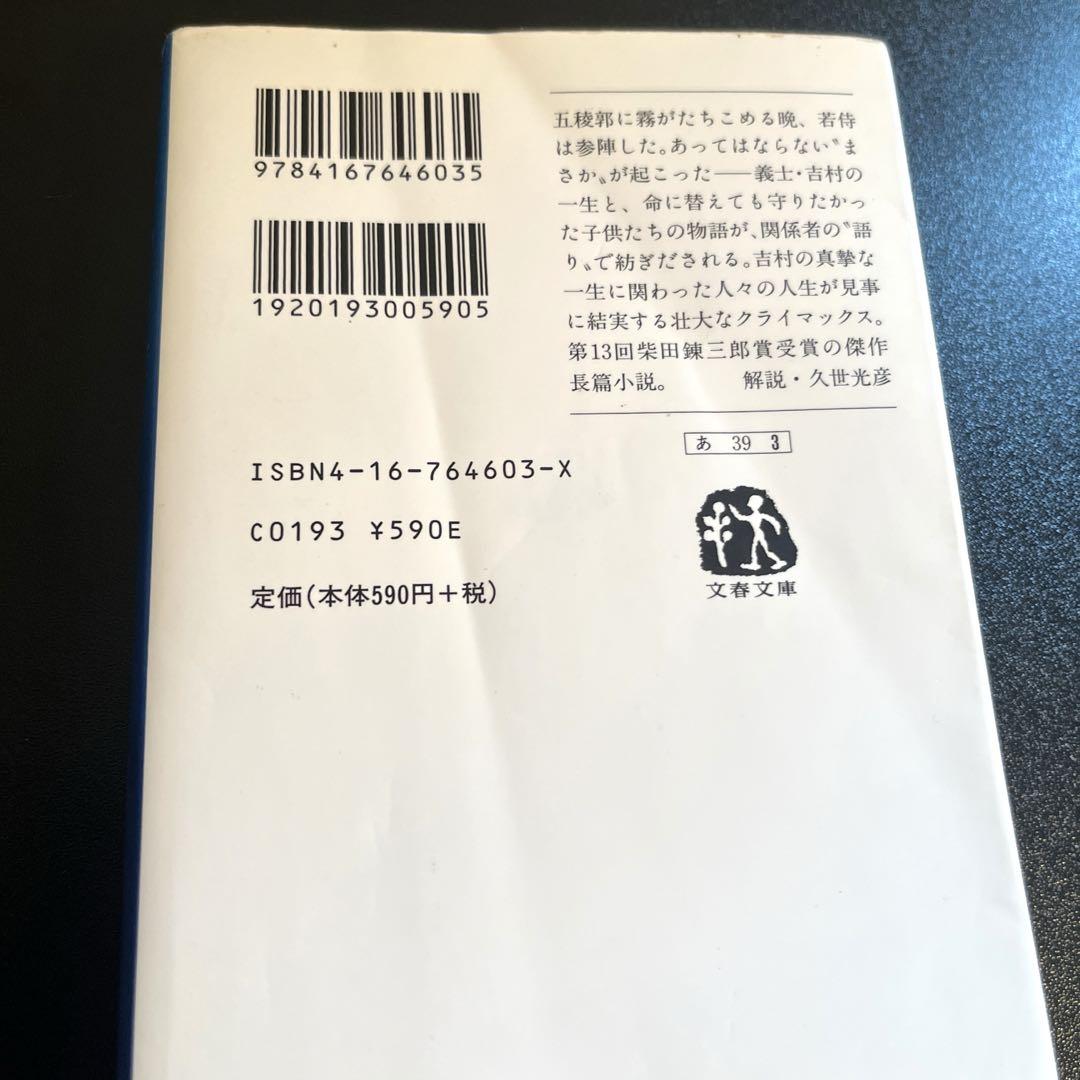 9784167646035
1920193005905
五稜郭に霧がたちこめる晩、若侍
は参陣した。あってはならない〝ま
さか〟が起こった——義士・吉村の
一生と、命に替えても守りたかっ
た子供たちの物語が、関係者の〝語
り〟で紡ぎだされる。吉村の真摯な
一生に関わった人々の人生が見事
に結実する壮大なクライマックス。
第13回柴田錬三郎賞受賞の傑作
長篇小説。 解説・久世光彦
あ 39 3
ISBN4-16-764603-X
C0193 ¥590E
定価(本体590円+税)
文春文庫